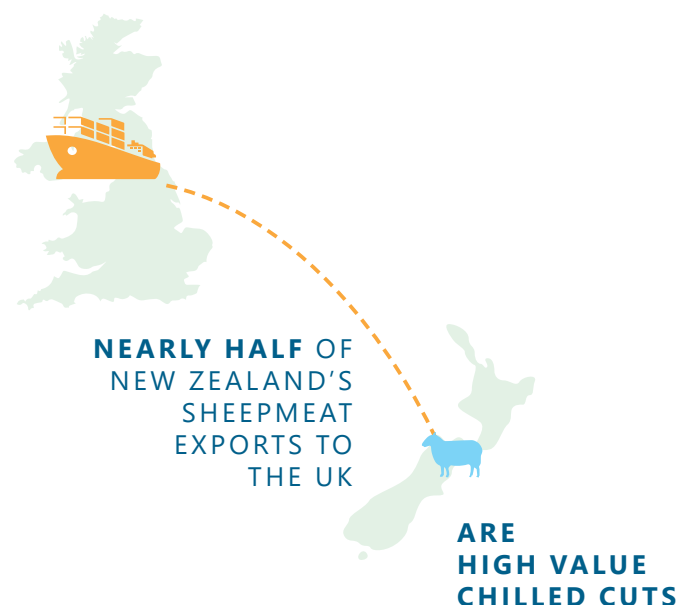 NEARLY HALF OF
NEW ZEALAND'S
SHEEPMEAT
EXPORTS TO
THE UK
ARE
HIGH VALUE
CHILLED CUTS